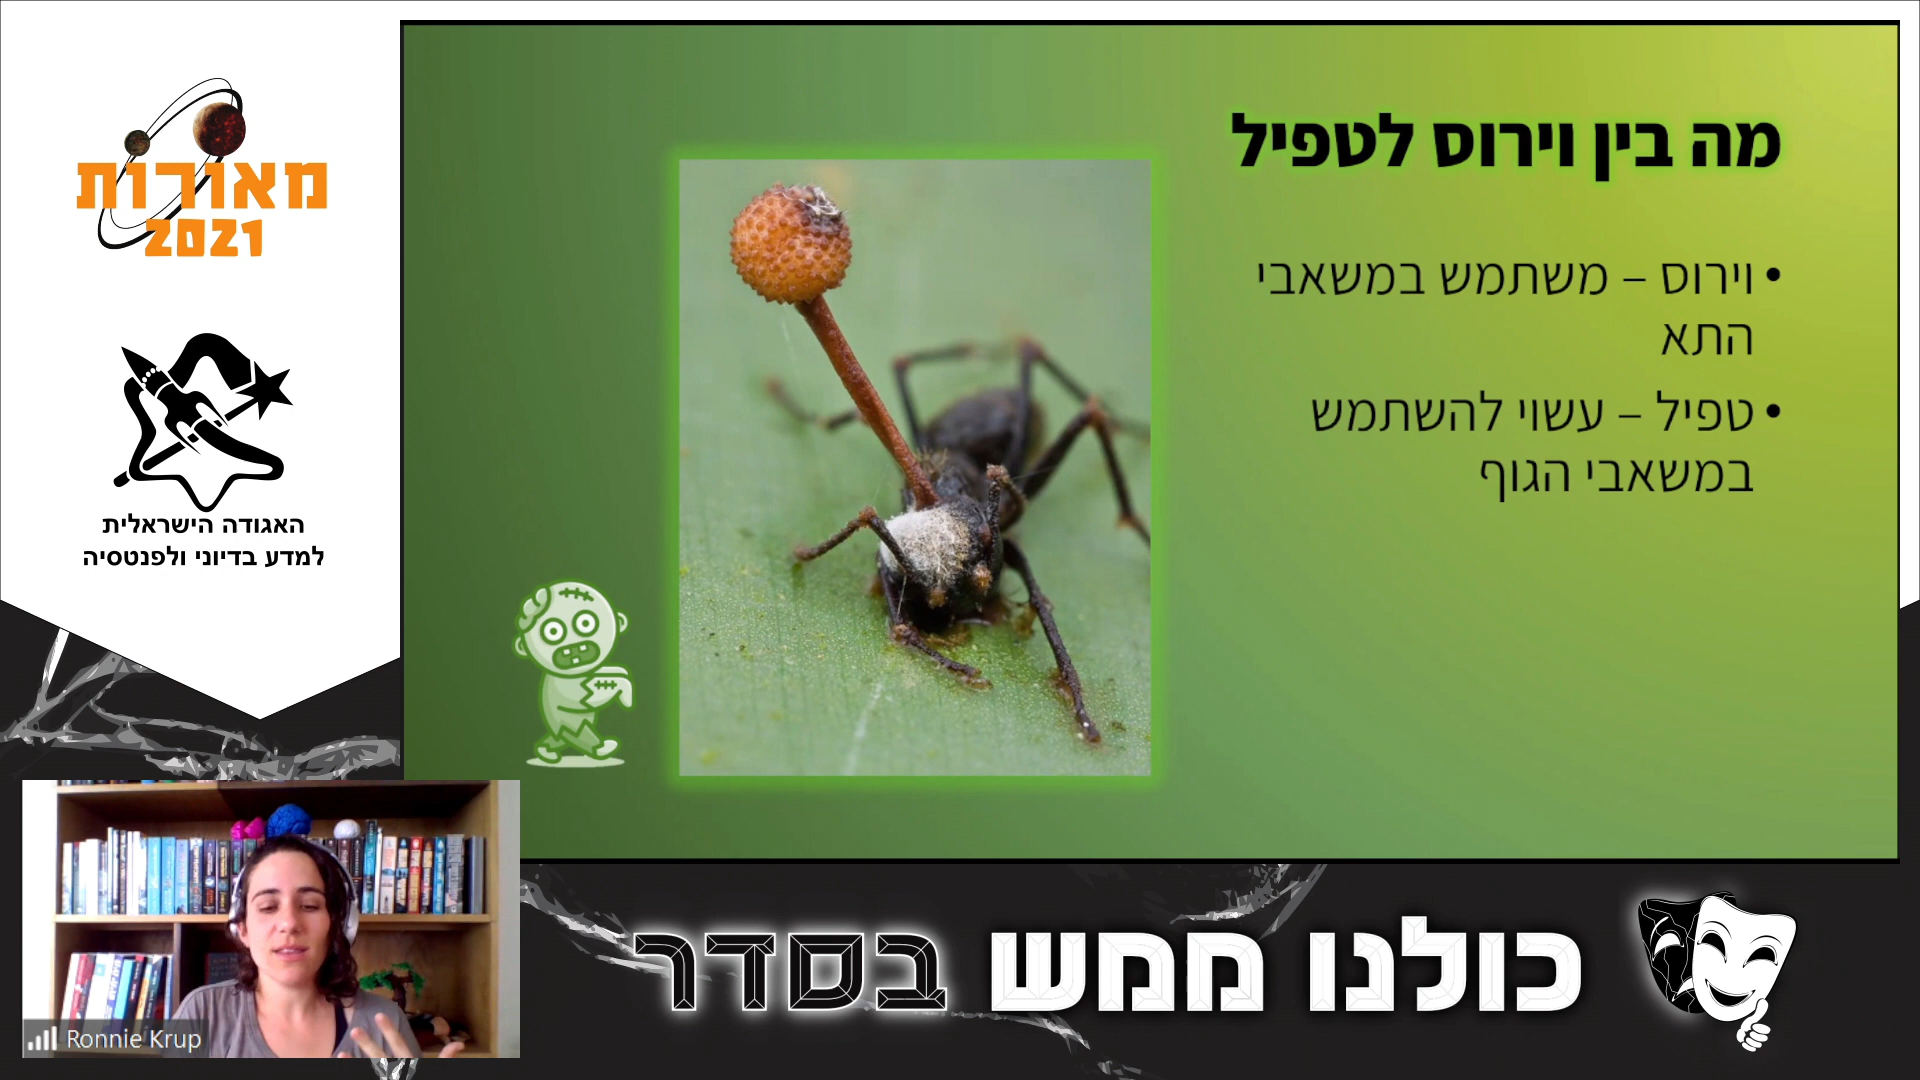 מאורות
2021
האגודה הישראלית
למדע בדיוני ולפנטסיה
מה בין וירוס לטפיל
• וירוס – משתמש במשאבי
התא
• טפיל – עשוי להשתמש
במשאבי הגוף
Ronnie Krup
כולנו ממש בסדר